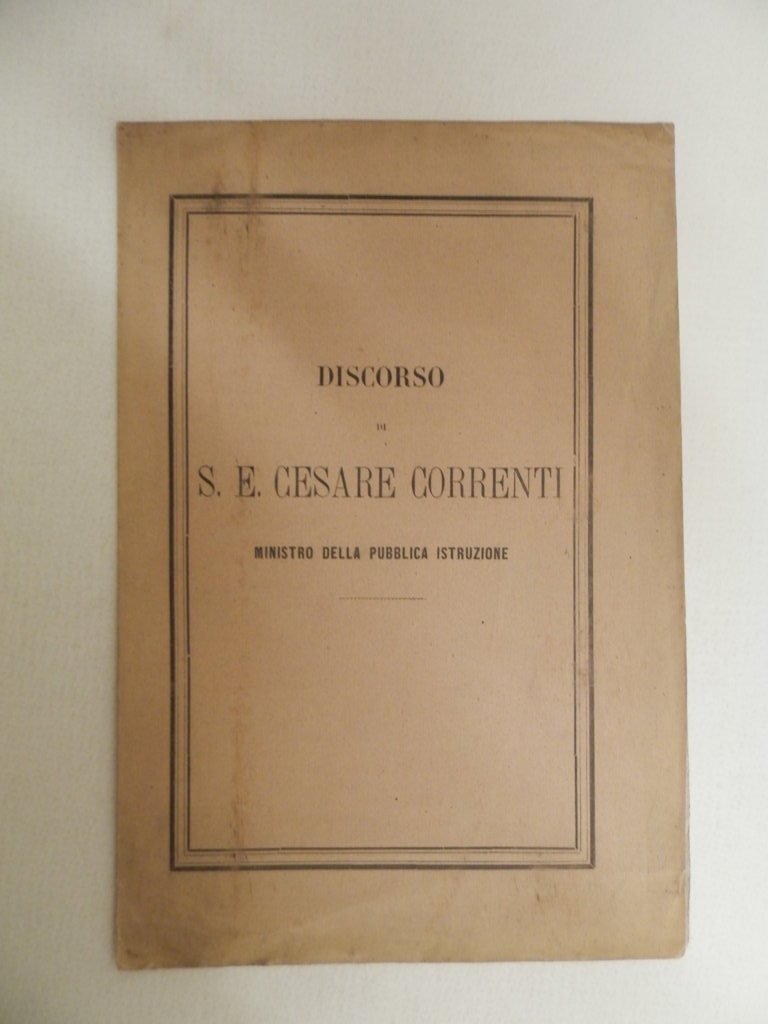 DISCORSO
DI
S. E. CESARE CORRENTI
MINISTRO DELLA PUBBLICA ISTRUZIONE